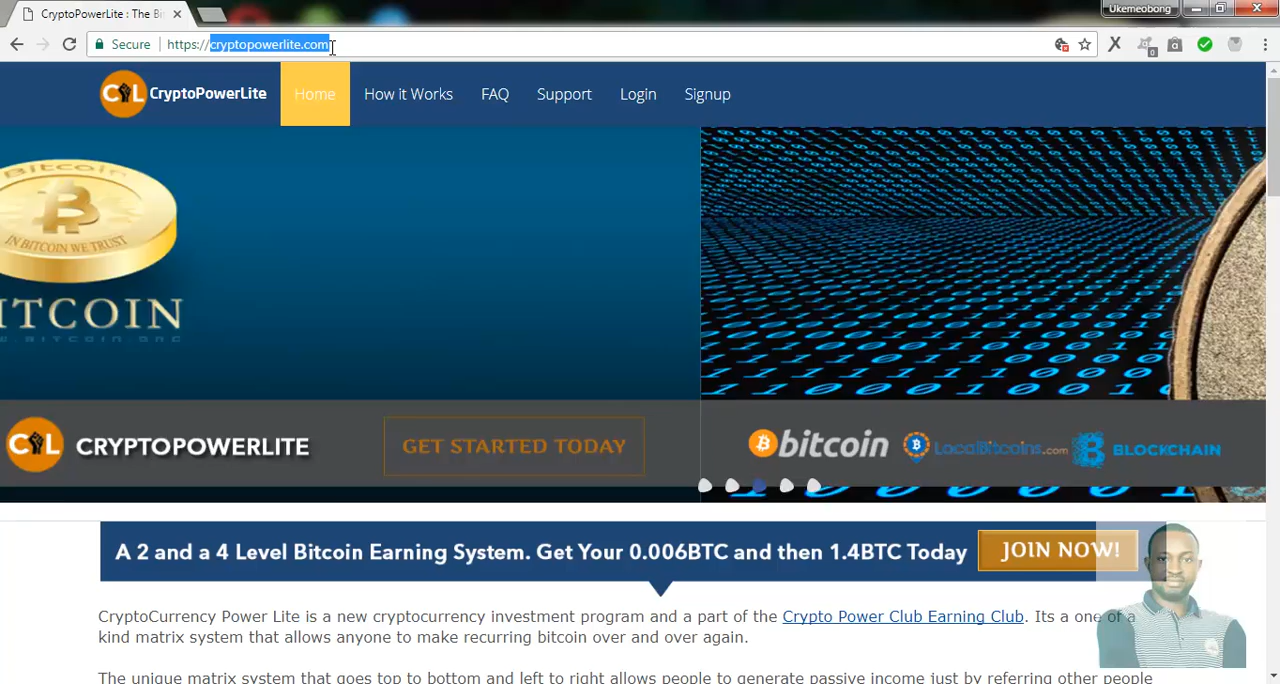 CryptoPowerLite : The Bi
Ukemeobong
Secure https://cryptopowerlite.com
CYL CryptoPowerLite Home How it Works FAQ Support Login Signup
Bitcoin
B
IN BITCOIN WE TRUST
ITCOIN
CYL CRYPTOPOWERLITE GET STARTED TODAY bitcoin LocalBitcoins.com BLOCKCHAIN
A 2 and a 4 Level Bitcoin Earning System. Get Your 0.006BTC and then 1.4BTC Today JOIN NOW!
CryptoCurrency Power Lite is a new cryptocurrency investment program and a part of the Crypto Power Club Earning Club. Its a one of a
kind matrix system that allows anyone to make recurring bitcoin over and over again.
The unique matrix system that goes top to bottom and left to right allows people to generate passive income just by referring other people